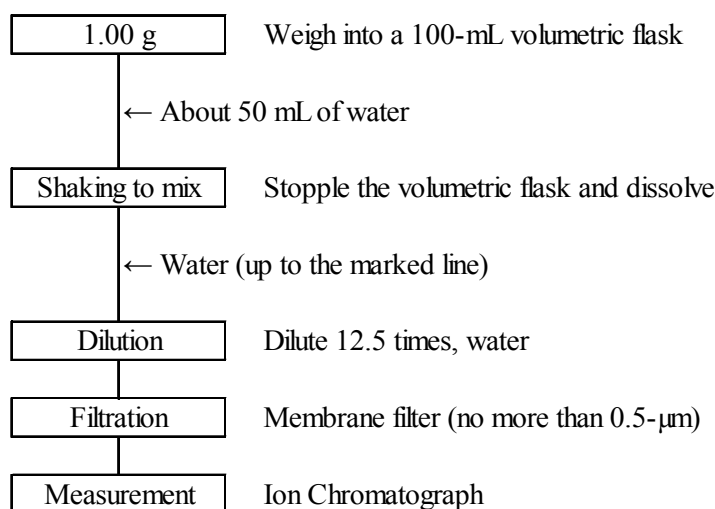 1.00 g Weigh into a 100-mL volumetric flask
← About 50 mL of water
Shaking to mix Stopple the volumetric flask and dissolve
← Water (up to the marked line)
Dilution Dilute 12.5 times, water
Filtration Membrane filter (no more than 0.5-μm)
Measurement Ion Chromatograph